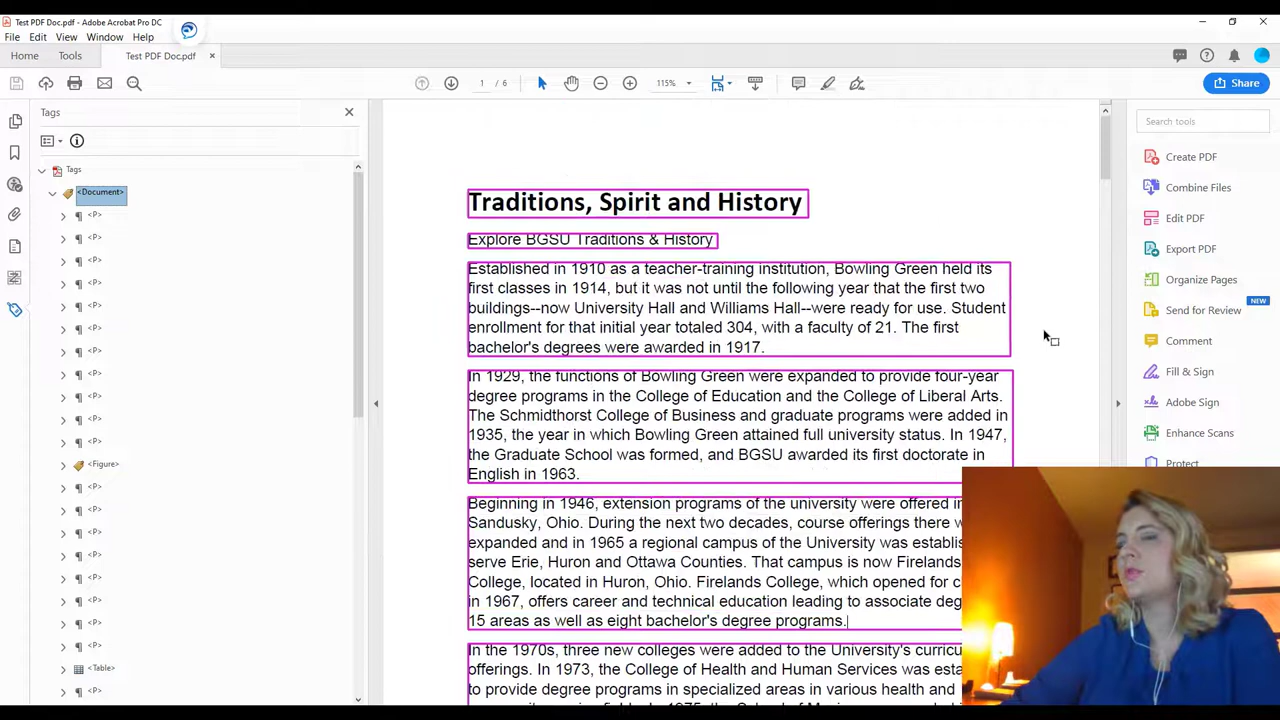 Test PDF Doc.pdf - Adobe Acrobat Pro DC
File Edit View Window Help
Home Tools Test PDF Doc.pdf ×
1 / 6 115% Share
Tags
Tags
<Document>
<P>
<P>
<P>
<P>
<P>
<P>
<P>
<P>
<P>
<P>
<P>
<Figure>
<P>
<P>
<P>
<P>
<P>
<P>
<P>
<P>
<Table>
<P>
Traditions, Spirit and History
Explore BGSU Traditions & History
Established in 1910 as a teacher-training institution, Bowling Green held its
first classes in 1914, but it was not until the following year that the first two
buildings--now University Hall and Williams Hall--were ready for use. Student
enrollment for that initial year totaled 304, with a faculty of 21. The first
bachelor's degrees were awarded in 1917.
In 1929, the functions of Bowling Green were expanded to provide four-year
degree programs in the College of Education and the College of Liberal Arts.
The Schmidthorst College of Business and graduate programs were added in
1935, the year in which Bowling Green attained full university status. In 1947,
the Graduate School was formed, and BGSU awarded its first doctorate in
English in 1963.
Beginning in 1946, extension programs of the university were offered in
Sandusky, Ohio. During the next two decades, course offerings there w
expanded and in 1965 a regional campus of the University was establis
serve Erie, Huron and Ottawa Counties. That campus is now Firelands
College, located in Huron, Ohio. Firelands College, which opened for c
in 1967, offers career and technical education leading to associate deg
15 areas as well as eight bachelor's degree programs.
In the 1970s, three new colleges were added to the University's curricu
offerings. In 1973, the College of Health and Human Services was esta
to provide degree programs in specialized areas in various health and
Search tools
Create PDF
Combine Files
Edit PDF
Export PDF
Organize Pages
Send for Review NEW
Comment
Fill & Sign
Adobe Sign
Enhance Scans
Protect